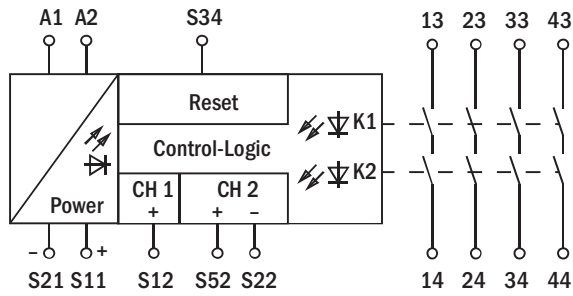 A1 A2 S34 13 23 33 43
Reset
K1
Control-Logic
K2
CH 1 CH 2
Power + + –
– +
S21 S11 S12 S52 S22 14 24 34 44